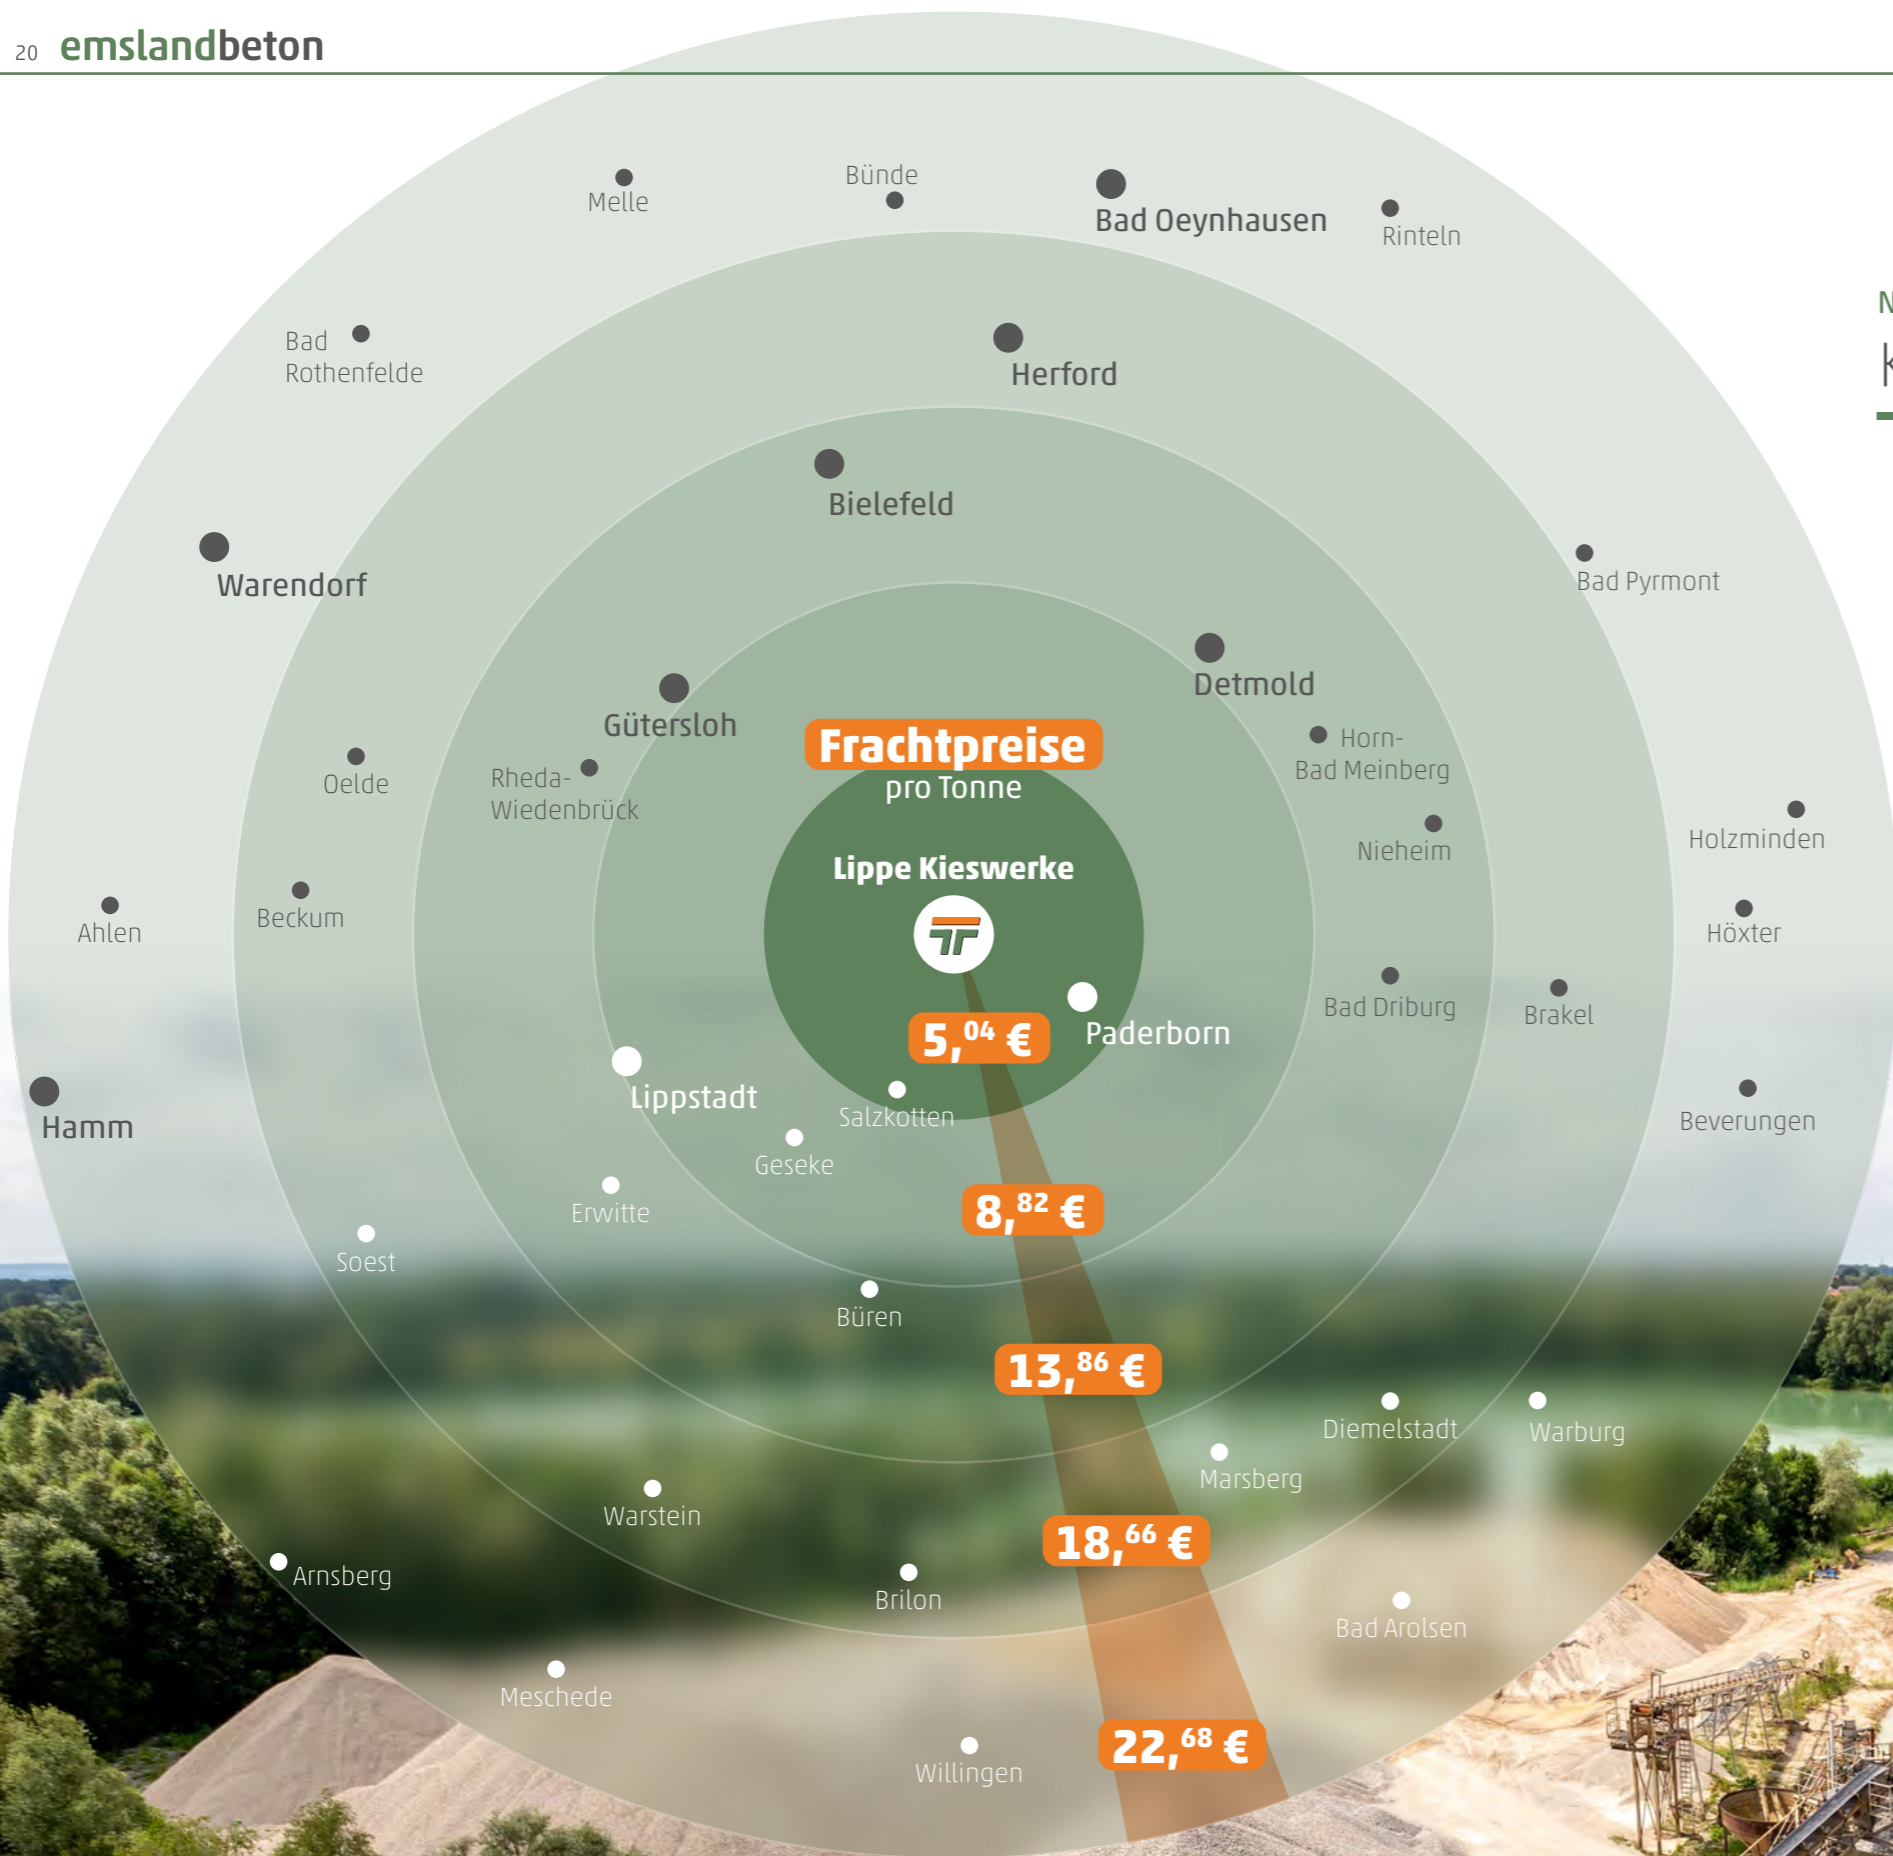 20 emslandbeton
Melle
Bünde
Bad Oeynhausen
Rinteln
Bad
Rothenfelde
Herford
Bielefeld
Warendorf
Bad Pyrmont
Detmold
Gütersloh
Horn-
Bad Meinberg
Frachtpreise
pro Tonne
Oelde
Rheda-
Wiedenbrück
Nieheim
Holzminden
Lippe Kieswerke
Ahlen
Beckum
Höxter
Bad Driburg
Brakel
Paderborn
5,04 €
Hamm
Lippstadt
Salzkotten
Beverungen
Geseke
Erwitte
8,82 €
Soest
Büren
13,86 €
Diemelstadt
Warburg
Marsberg
Warstein
18,66 €
Arnsberg
Brilon
Bad Arolsen
Meschede
22,68 €
Willingen